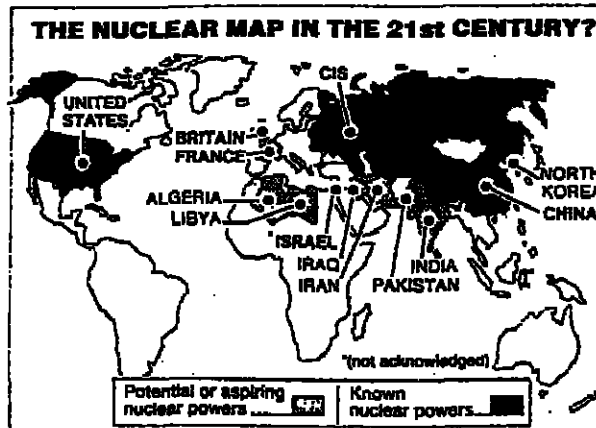 THE NUCLEAR MAP IN THE 21st CENTURY?
CIS
UNITED
STATES
BRITAIN
FRANCE
NORTH
KOREA
CHINA
ALGERIA
LIBYA
ISRAEL
IRAQ
IRAN
INDIA
PAKISTAN
*(not acknowledged)
Potential or aspiring
nuclear powers ....
Known
nuclear powers....